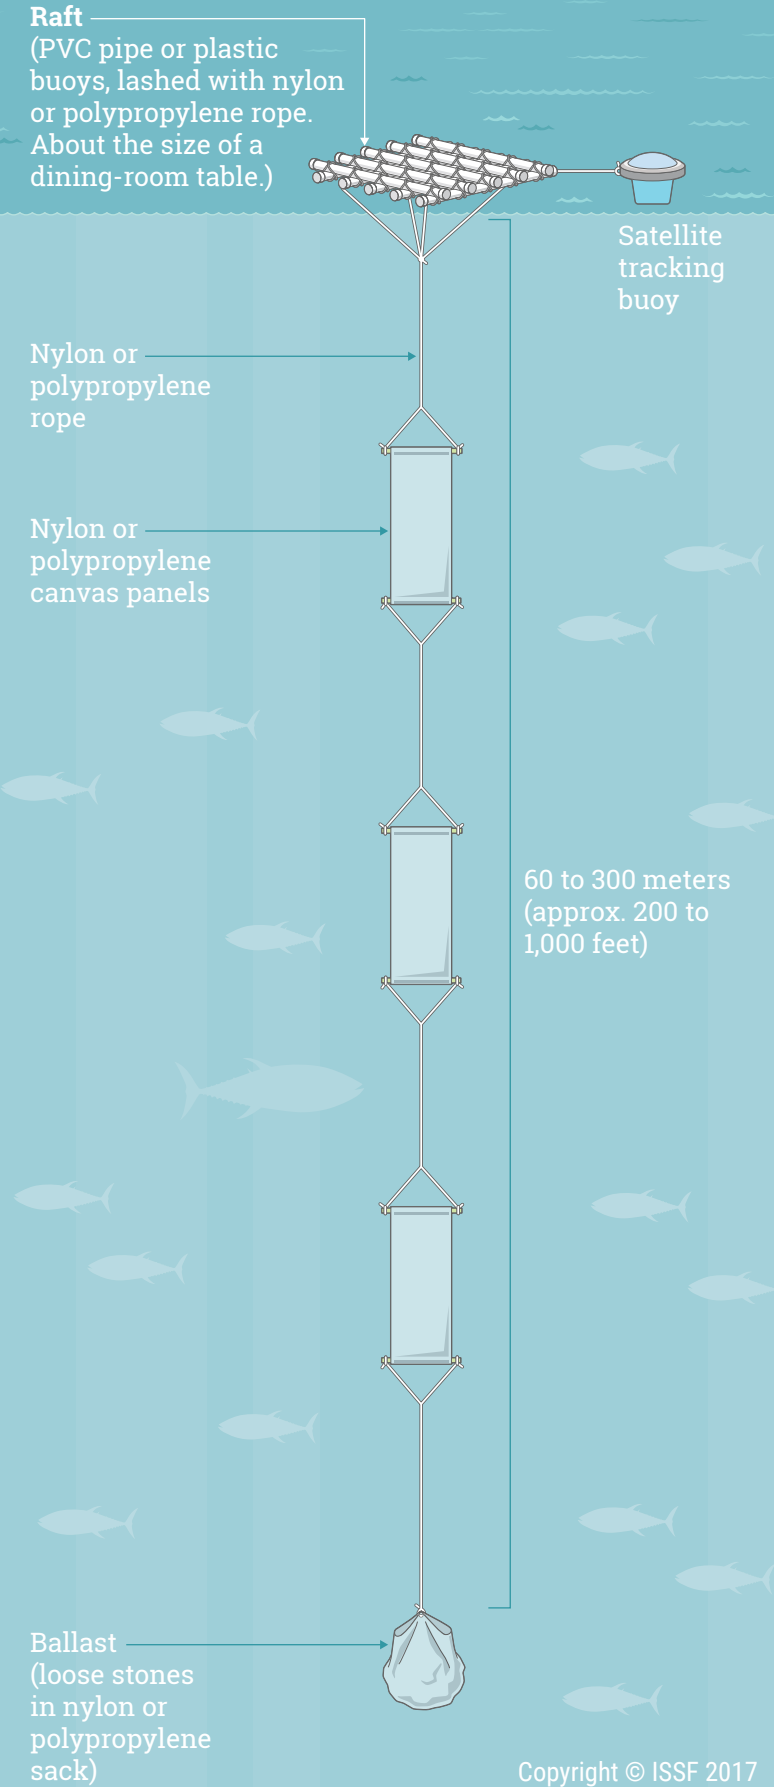 Raft
(PVC pipe or plastic
buoys, lashed with nylon
or polypropylene rope.
About the size of a
dining-room table.)
Satellite
tracking
buoy
Nylon or
polypropylene
rope
Nylon or
polypropylene
canvas panels
60 to 300 meters
(approx. 200 to
1,000 feet)
Ballast
(loose stones
in nylon or
polypropylene
sack)
Copyright © ISSF 2017